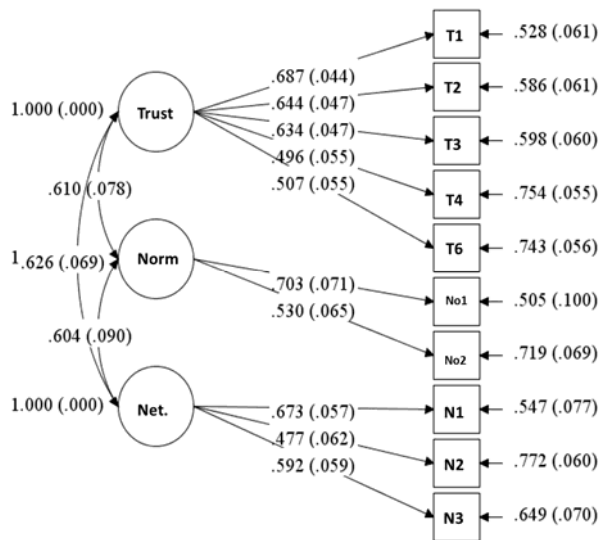 T1
.528 (.061)
.687 (.044)
T2
.586 (.061)
1.000 (.000)
Trust
.644 (.047)
.634 (.047)
T3
.598 (.060)
.496 (.055)
.507 (.055)
T4
.754 (.055)
.610 (.078)
T6
.743 (.056)
1
.626 (.069)
Norm
.703 (.071)
.530 (.065)
No1
.505 (.100)
.604 (.090)
No2
.719 (.069)
1.000 (.000)
Net.
.673 (.057)
N1
.547 (.077)
.477 (.062)
.592 (.059)
N2
.772 (.060)
N3
.649 (.070)